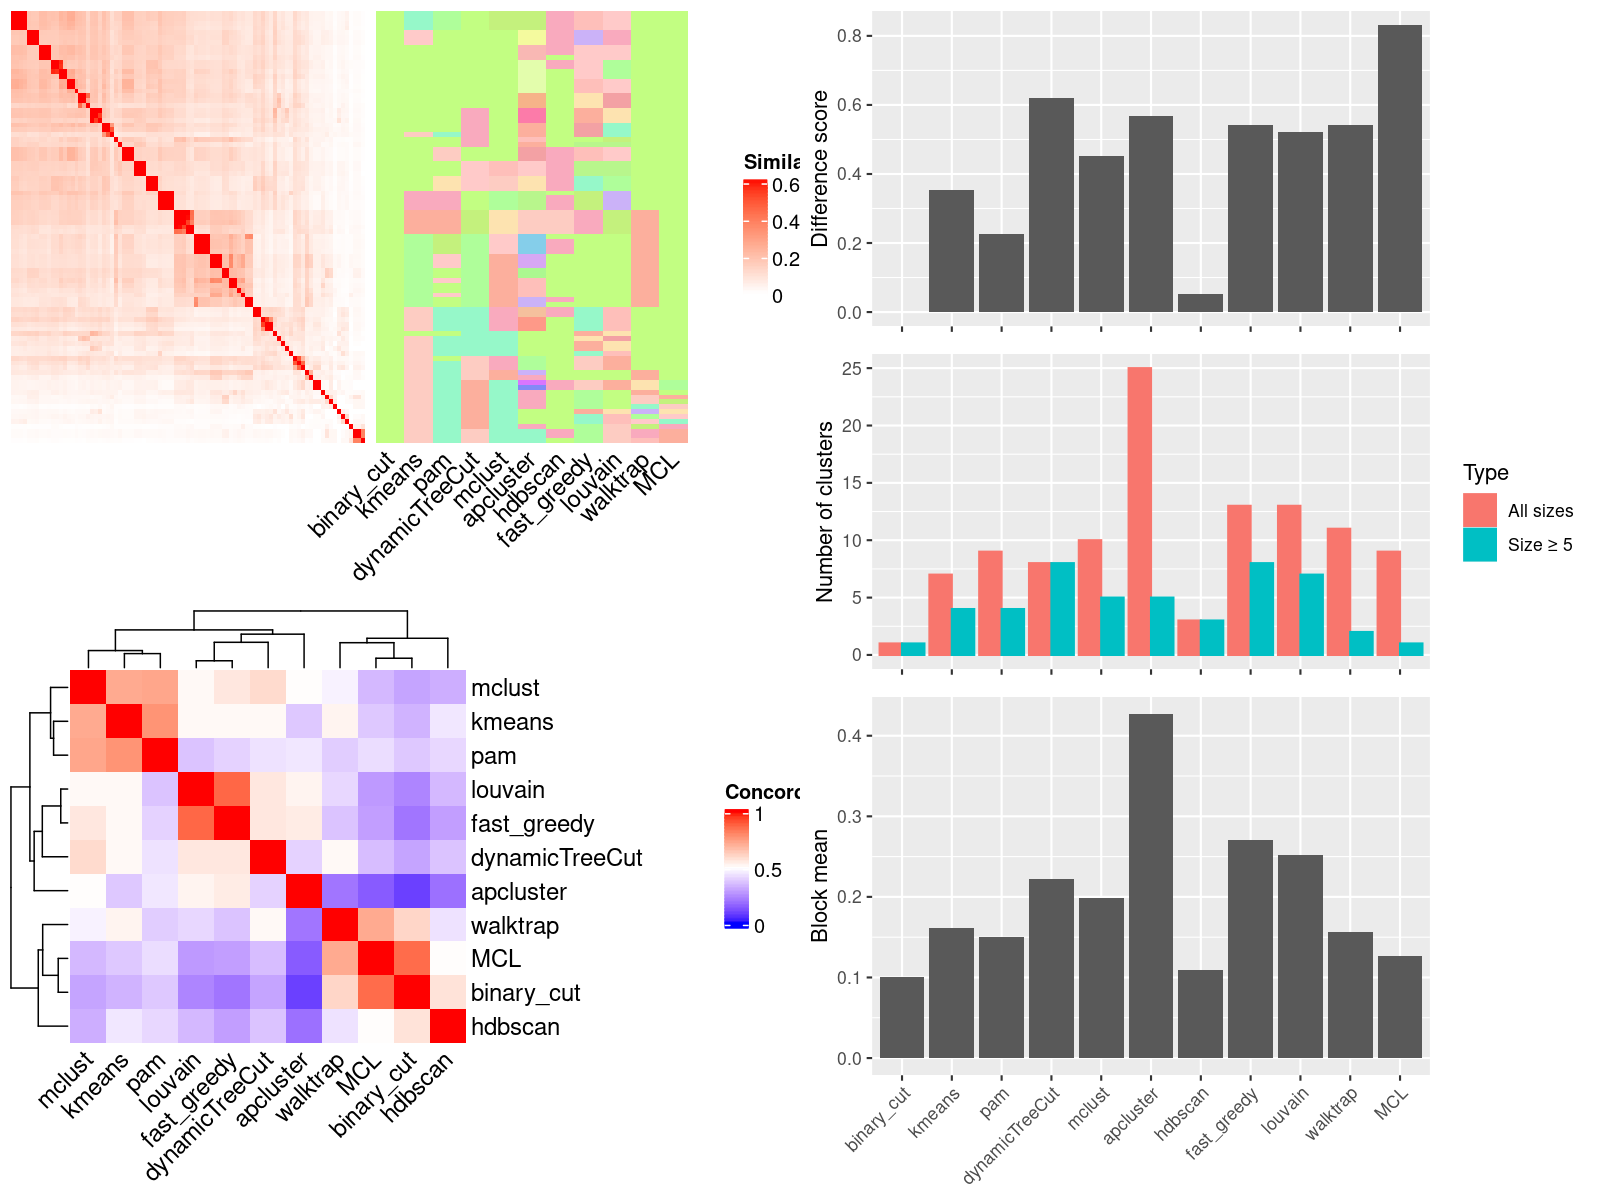 Simila
0.6
0.4
0.2
0
binary_cut
kmeans
pam
dynamicTreeCut
mclust
apcluster
hdbscan
fast_greedy
louvain
walktrap
MCL
Difference score
0.8
0.6
0.4
0.2
0.0
Number of clusters
25
20
15
10
5
0
Type
All sizes
Size ≥ 5
mclust
kmeans
pam
louvain
fast_greedy
dynamicTreeCut
apcluster
walktrap
MCL
binary_cut
hdbscan
mclust
kmeans
pam
louvain
fast_greedy
dynamicTreeCut
apcluster
walktrap
MCL
binary_cut
hdbscan
Concord
1
0.5
0
Block mean
0.4
0.3
0.2
0.1
0.0
binary_cut
kmeans
pam
dynamicTreeCut
mclust
apcluster
hdbscan
fast_greedy
louvain
walktrap
MCL